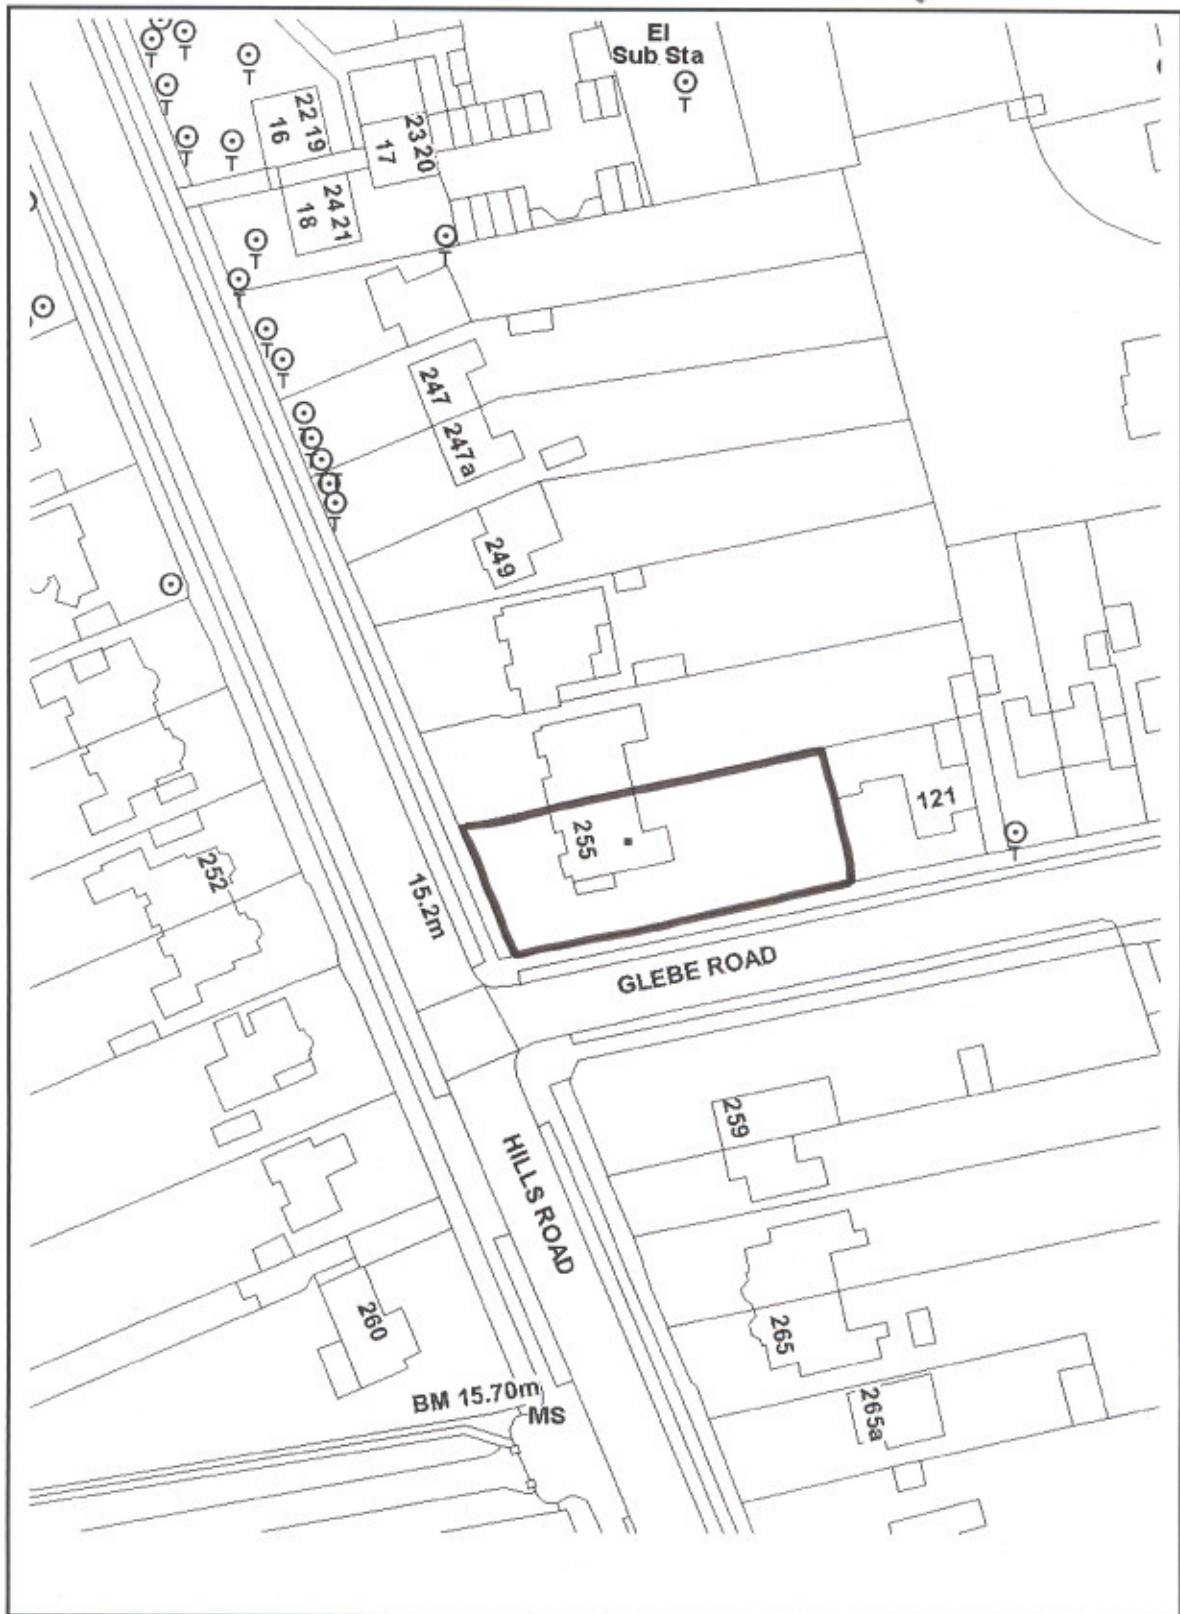 El
Sub Sta
T
T
T
T
T
T
T
22 19
16
23 20
17
24 21
18
T
T
T
T
T
T
T
T
247
247a
249
255
121
T
252
15.2m
GLEBE ROAD
259
HILLS ROAD
265
260
BM 15.70m
MS
265a